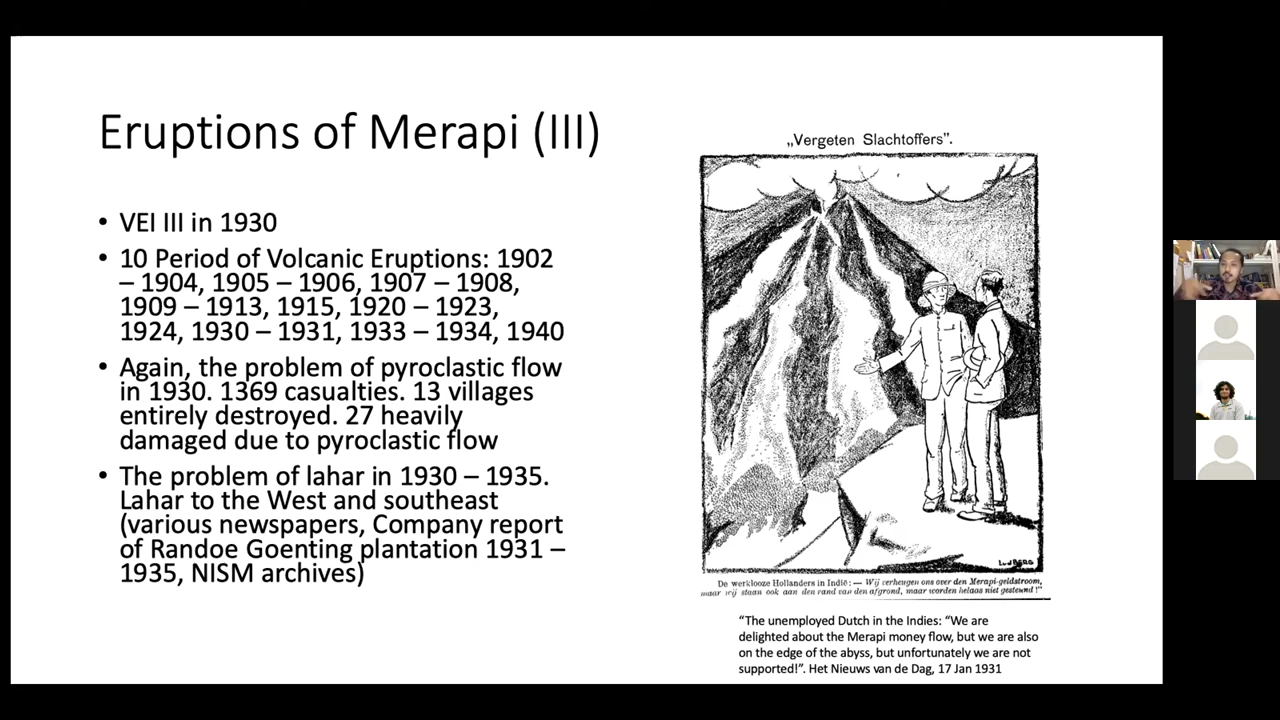 Eruptions of Merapi (III)
• VEI III in 1930
• 10 Period of Volcanic Eruptions: 1902
– 1904, 1905 – 1906, 1907 – 1908,
1909 – 1913, 1915, 1920 – 1923,
1924, 1930 – 1931, 1933 – 1934, 1940
• Again, the problem of pyroclastic flow
in 1930. 1369 casualties. 13 villages
entirely destroyed. 27 heavily
damaged due to pyroclastic flow
• The problem of lahar in 1930 – 1935.
Lahar to the West and southeast
(various newspapers, Company report
of Randoe Goenting plantation 1931 –
1935, NISM archives)
„Vergeten Slachtoffers".
LudBERG
De werklooze Hollanders in Indië: — Wij verheugen ons over den Merapi-geldstroom,
maar wij staan ook aan den rand van den afgrond, maar worden helaas niet gesteund!"
“The unemployed Dutch in the Indies: “We are
delighted about the Merapi money flow, but we are also
on the edge of the abyss, but unfortunately we are not
supported!”. Het Nieuws van de Dag, 17 Jan 1931